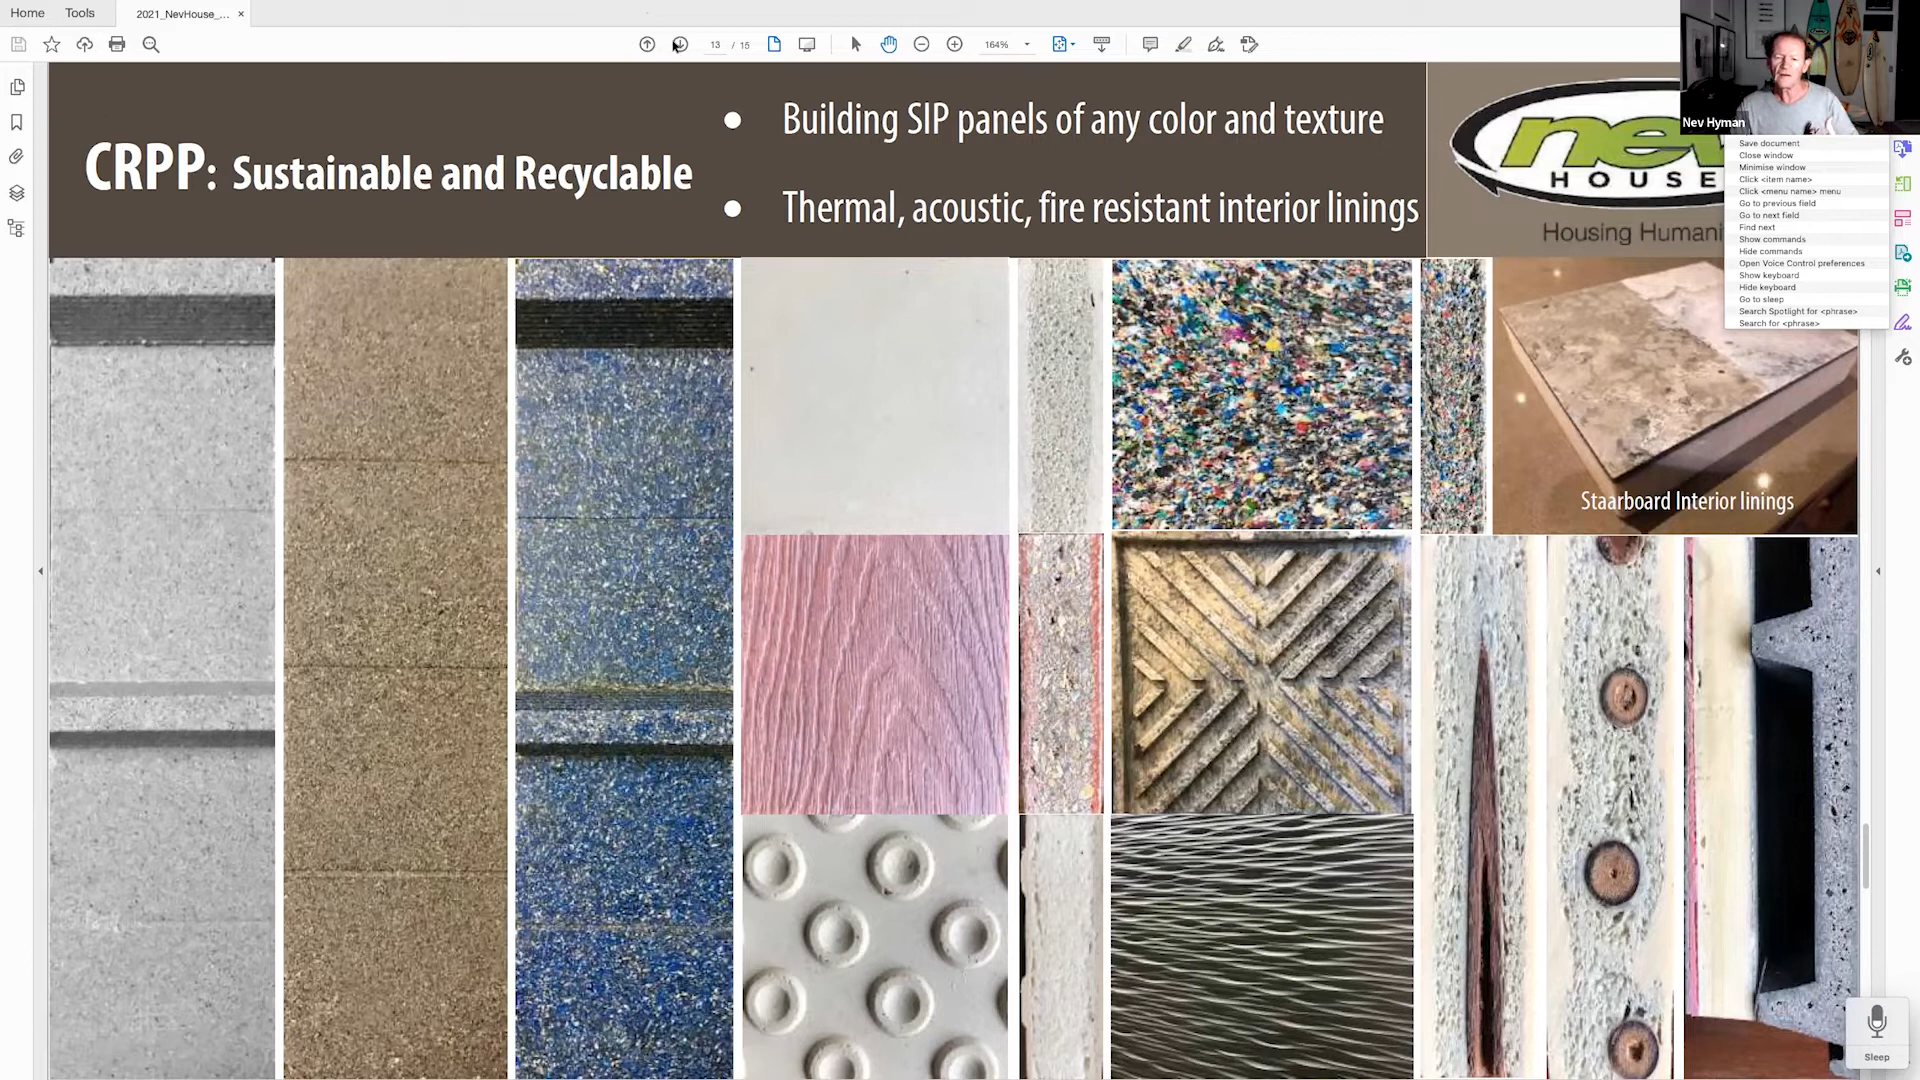 Home
Tools
2021_NevHouse_...
13 / 15
164%
Nev Hyman
CRPP: Sustainable and Recyclable
Building SIP panels of any color and texture
Thermal, acoustic, fire resistant interior linings
nev
HOUSE
Housing Humani
Save document
Close window
Minimise window
Click <item name>
Click <menu name> menu
Go to previous field
Go to next field
Find next
Show commands
Hide commands
Open Voice Control preferences
Show keyboard
Hide keyboard
Go to sleep
Search Spotlight for <phrase>
Search for <phrase>
Staarboard Interior linings
Sleep